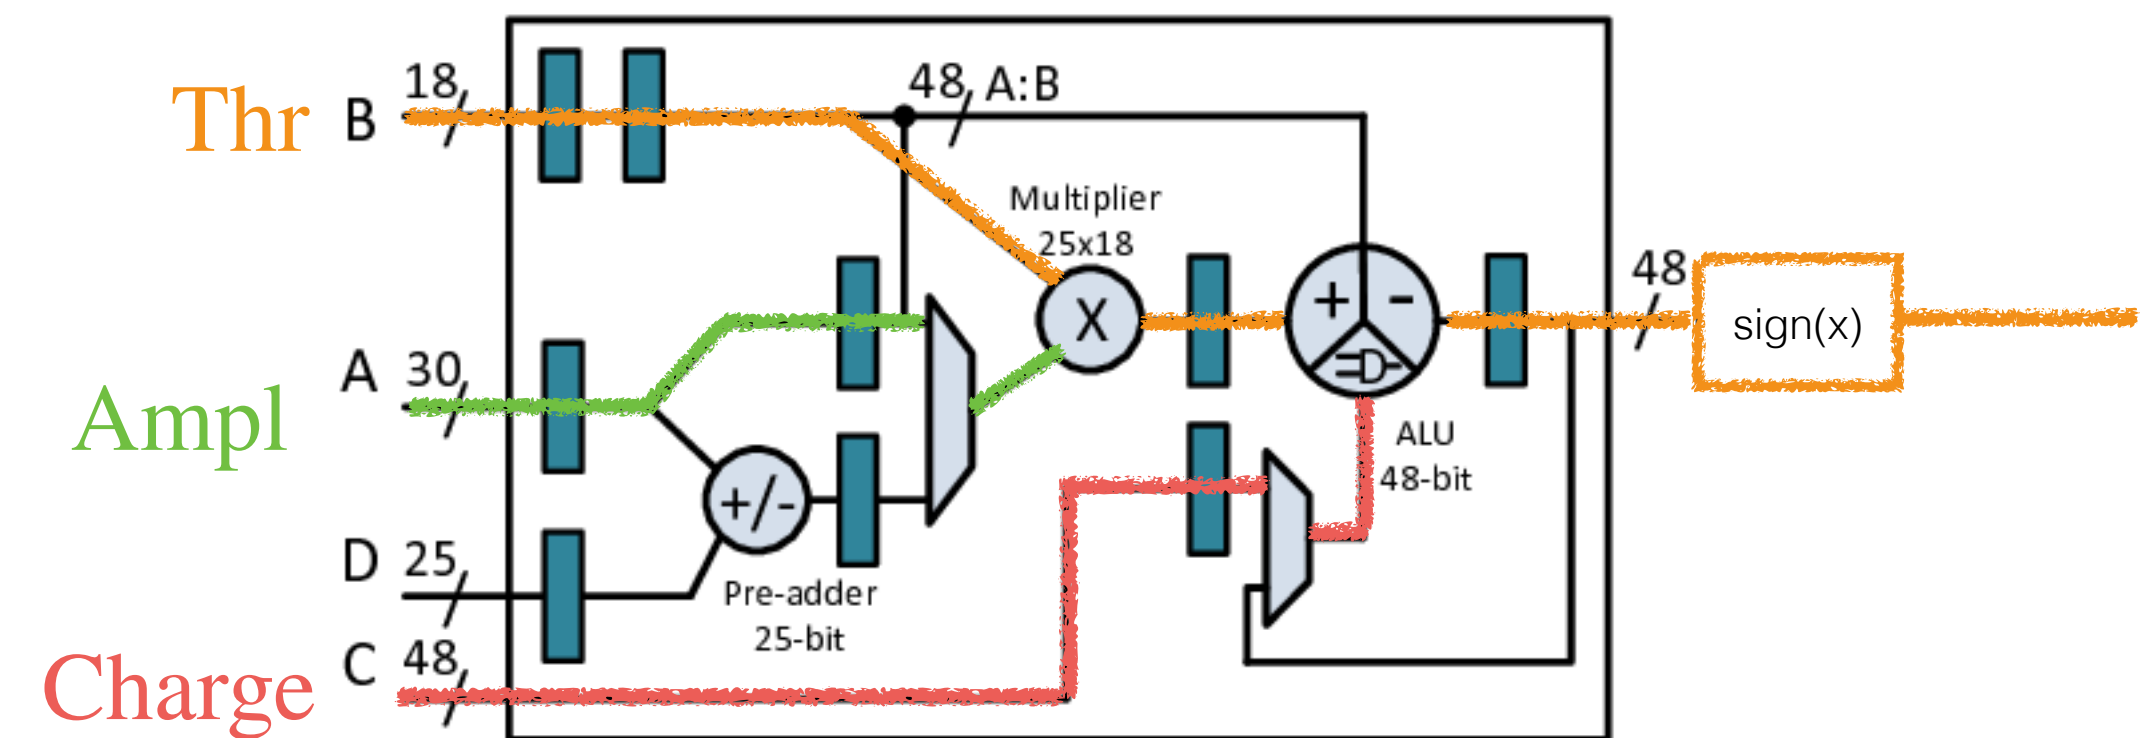 Thr B 18 48 A:B
Multiplier
25x18
X
+ -
48
sign(x)
Ampl A 30
ALU
48-bit
+/-
D 25
Pre-adder
25-bit
Charge C 48